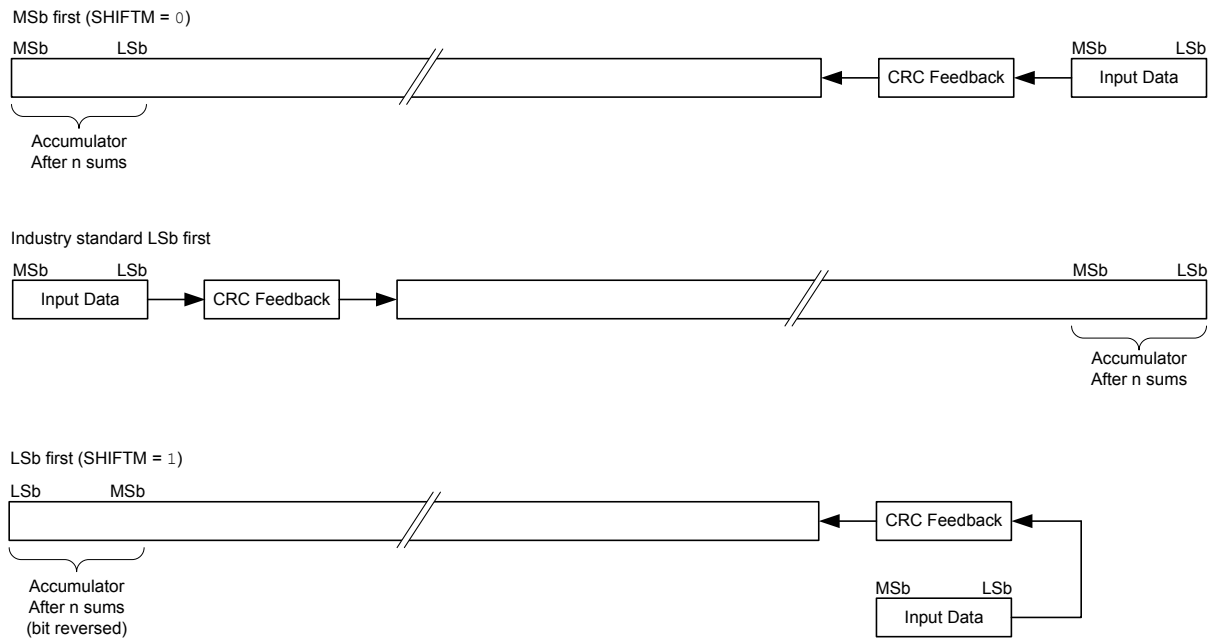 MSb first (SHIFTM = 0)
MSb LSb MSb LSb
CRC Feedback Input Data
Accumulator
After n sums
Industry standard LSb first
MSb LSb MSb LSb
Input Data CRC Feedback
Accumulator
After n sums
LSb first (SHIFTM = 1)
LSb MSb
CRC Feedback
Accumulator
After n sums
(bit reversed)
MSb LSb
Input Data